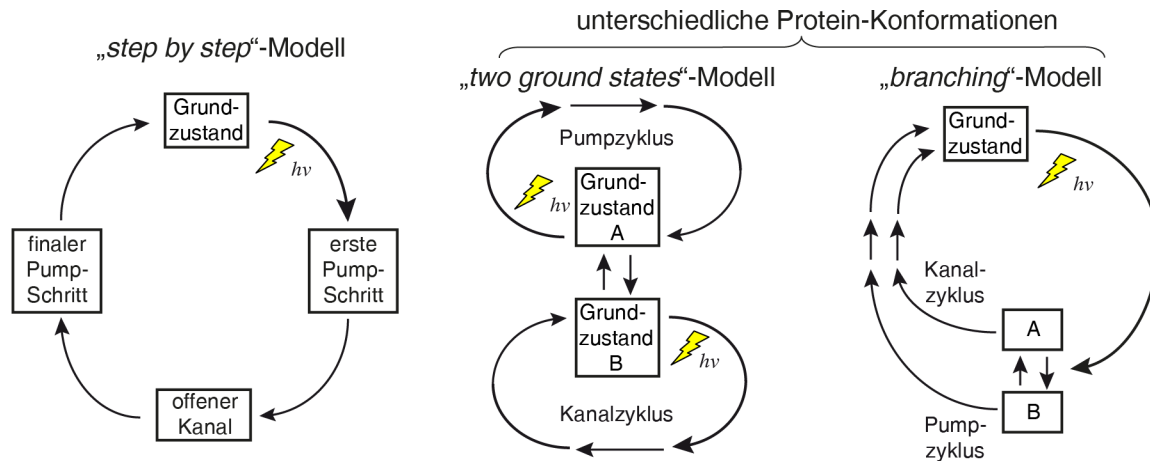 unterschiedliche Protein-Konformationen
„step by step“-Modell
Grund-
zustand
hν
erste
Pump-
Schritt
offener
Kanal
finaler
Pump-
Schritt
„two ground states“-Modell
Pumpzyklus
hν
Grund-
zustand
A
Grund-
zustand
B
hν
Kanalzyklus
„branching“-Modell
Grund-
zustand
hν
Kanal-
zyklus
A
B
Pump-
zyklus